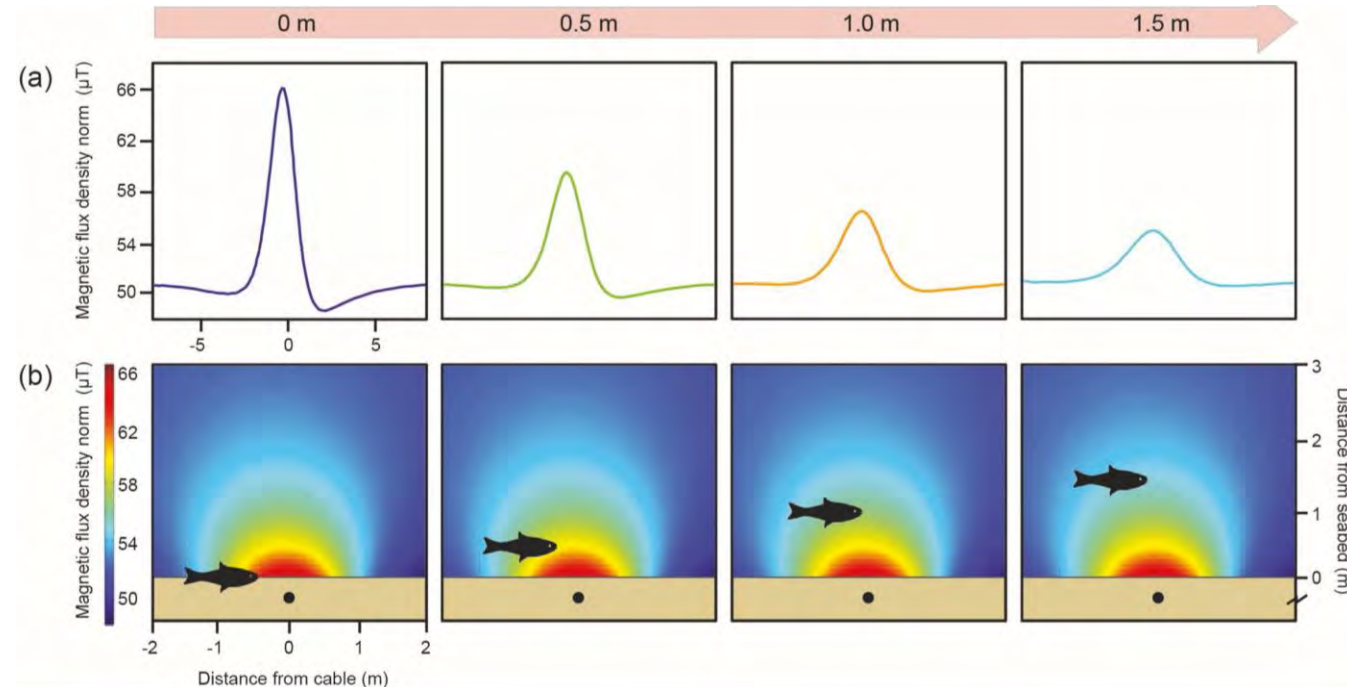 0 m 0.5 m 1.0 m 1.5 m
(a)
Magnetic flux density norm (µT)
66
62
58
54
50
-5 0 5
(b)
Magnetic flux density norm (µT)
66
62
58
54
50
3
2
1
0
Distance from seabed (m)
-2 -1 0 1 2
Distance from cable (m)